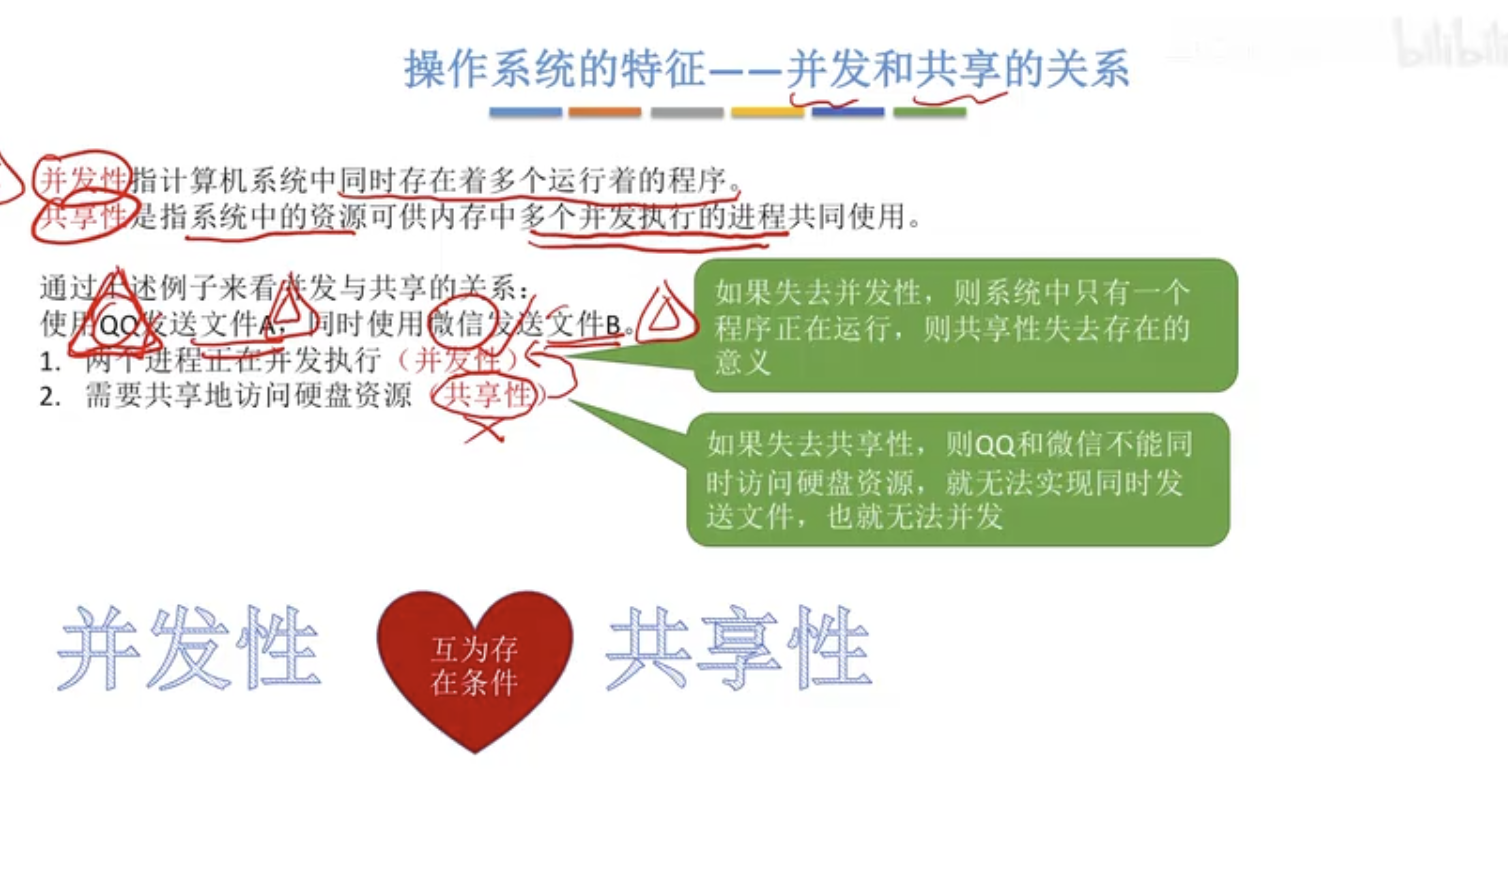 操作系统的特征——并发和共享的关系
bilibili
并发性指计算机系统中同时存在着多个运行着的程序。
共享性是指系统中的资源可供内存中多个并发执行的进程共同使用。
通过上述例子来看并发与共享的关系：
使用QQ发送文件A，同时使用微信发送文件B。
1. 两个进程正在并发执行（并发性）
2. 需要共享地访问硬盘资源（共享性）
如果失去并发性，则系统中只有一个
程序正在运行，则共享性失去存在的
意义
如果失去共享性，则QQ和微信不能同
时访问硬盘资源，就无法实现同时发
送文件，也就无法并发
并发性
互为存
在条件
共享性